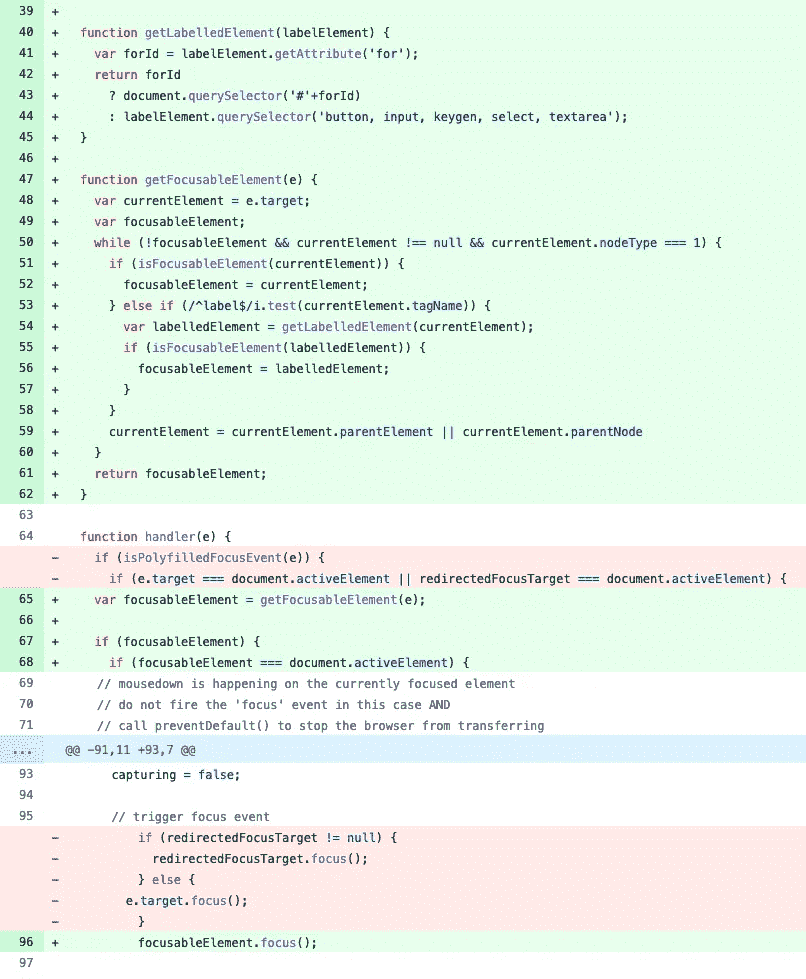 39 +
40 + function getLabelledElement(labelElement) {
41 + var forId = labelElement.getAttribute('for');
42 + return forId
43 + ? document.querySelector('#'+forId)
44 + : labelElement.querySelector('button, input, keygen, select, textarea');
45 + }
46 +
47 + function getFocusableElement(e) {
48 + var currentElement = e.target;
49 + var focusableElement;
50 + while (!focusableElement && currentElement !== null && currentElement.nodeType === 1) {
51 + if (isFocusableElement(currentElement)) {
52 + focusableElement = currentElement;
53 + } else if (/^label$/i.test(currentElement.tagName)) {
54 + var labelledElement = getLabelledElement(currentElement);
55 + if (isFocusableElement(labelledElement)) {
56 + focusableElement = labelledElement;
57 + }
58 + }
59 + currentElement = currentElement.parentElement || currentElement.parentNode
60 + }
61 + return focusableElement;
62 + }
63
64 function handler(e) {
- if (isPolyfilledFocusEvent(e)) {
- if (e.target === document.activeElement || redirectedFocusTarget === document.activeElement) {
65 + var focusableElement = getFocusableElement(e);
66 +
67 + if (focusableElement) {
68 + if (focusableElement === document.activeElement) {
69 // mousedown is happening on the currently focused element
70 // do not fire the 'focus' event in this case AND
71 // call preventDefault() to stop the browser from transferring
... @@ -91,11 +93,7 @@
93 capturing = false;
94
95 // trigger focus event
- if (redirectedFocusTarget != null) {
- redirectedFocusTarget.focus();
- } else {
- e.target.focus();
- }
96 + focusableElement.focus();
97